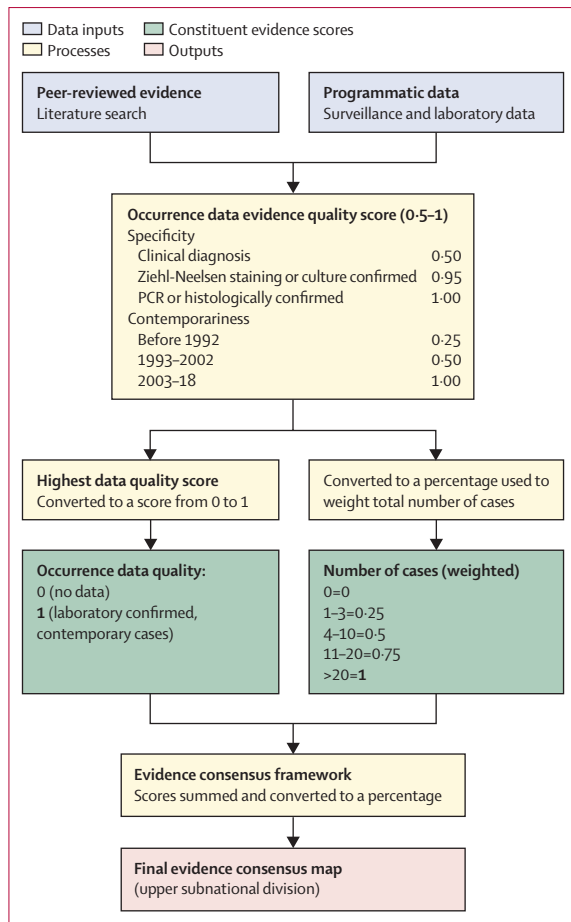 Data inputs
Constituent evidence scores
Processes
Outputs
Peer-reviewed evidence
Literature search
Programmatic data
Surveillance and laboratory data
Occurrence data evidence quality score (0·5–1)
Specificity
Clinical diagnosis 0·50
Ziehl-Neelsen staining or culture confirmed 0·95
PCR or histologically confirmed 1·00
Contemporariness
Before 1992 0·25
1993–2002 0·50
2003–18 1·00
Highest data quality score
Converted to a score from 0 to 1
Converted to a percentage used to
weight total number of cases
Occurrence data quality:
0 (no data)
1 (laboratory confirmed,
contemporary cases)
Number of cases (weighted)
0=0
1–3=0·25
4–10=0·5
11–20=0·75
>20=1
Evidence consensus framework
Scores summed and converted to a percentage
Final evidence consensus map
(upper subnational division)